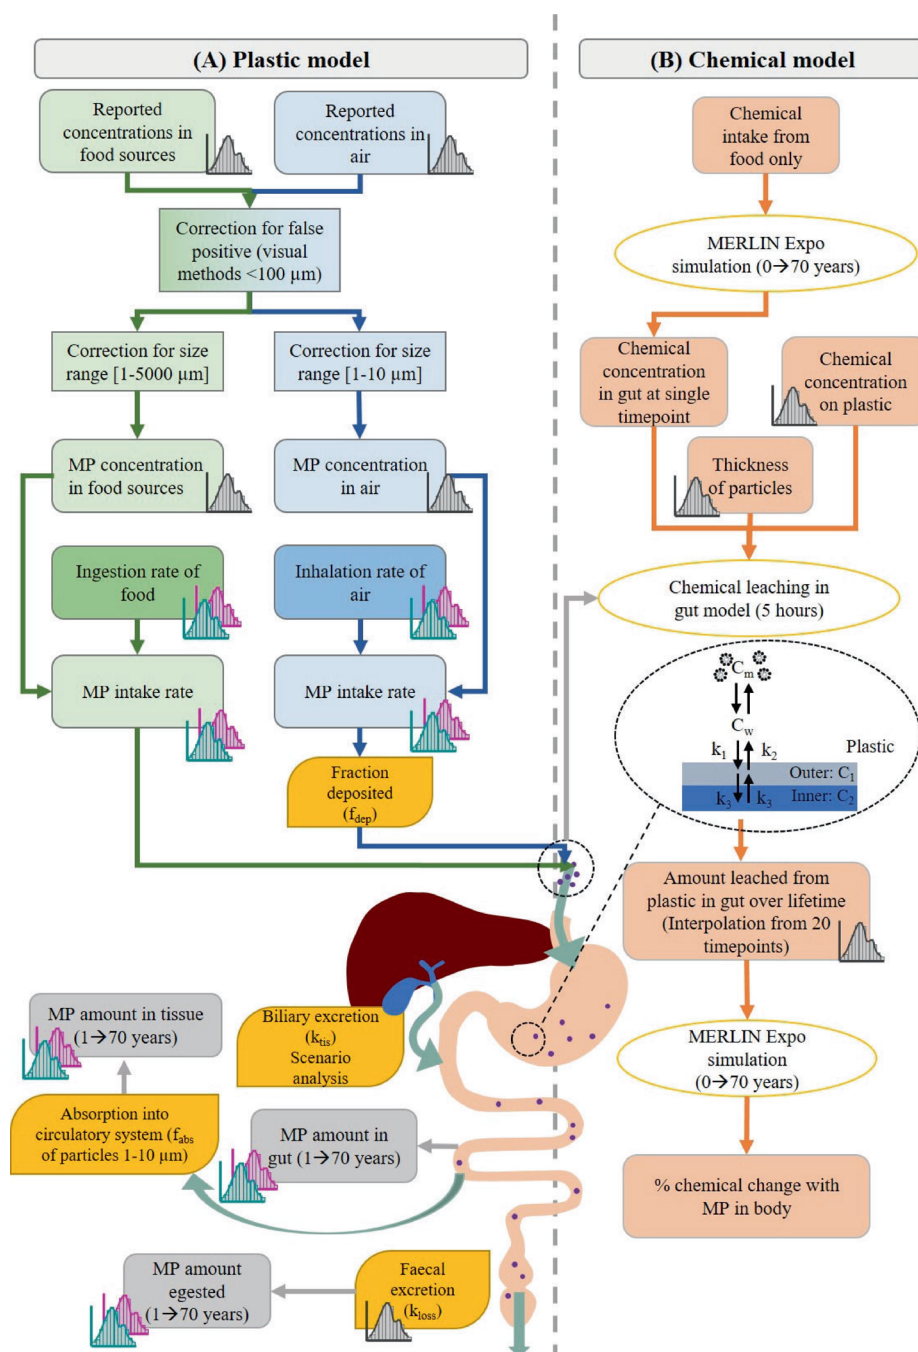 (A) Plastic model
Reported
concentrations in
food sources
Reported
concentrations in
air
Correction for false
positive (visual
methods <100 µm)
Correction for size
range [1-5000 µm]
Correction for size
range [1-10 µm]
MP concentration
in food sources
MP concentration
in air
Ingestion rate of
food
Inhalation rate of
air
MP intake rate
MP intake rate
Fraction
deposited
(f_dep)
Biliary excretion
(k_tis)
Scenario
analysis
MP amount in tissue
(1→70 years)
Absorption into
circulatory system (f_abs
of particles 1-10 µm)
MP amount in
gut (1→70 years)
MP amount
egested
(1→70 years)
Faecal
excretion
(k_loss)
(B) Chemical model
Chemical
intake from
food only
MERLIN Expo
simulation (0→70 years)
Chemical
concentration
in gut at single
timepoint
Chemical
concentration
on plastic
Thickness
of particles
Chemical leaching in
gut model (5 hours)
C_m
C_w
k_1 k_2
Plastic
Outer: C_1
k_3 k_3 Inner: C_2
Amount leached from
plastic in gut over lifetime
(Interpolation from 20
timepoints)
MERLIN Expo
simulation
(0→70 years)
% chemical change with
MP in body